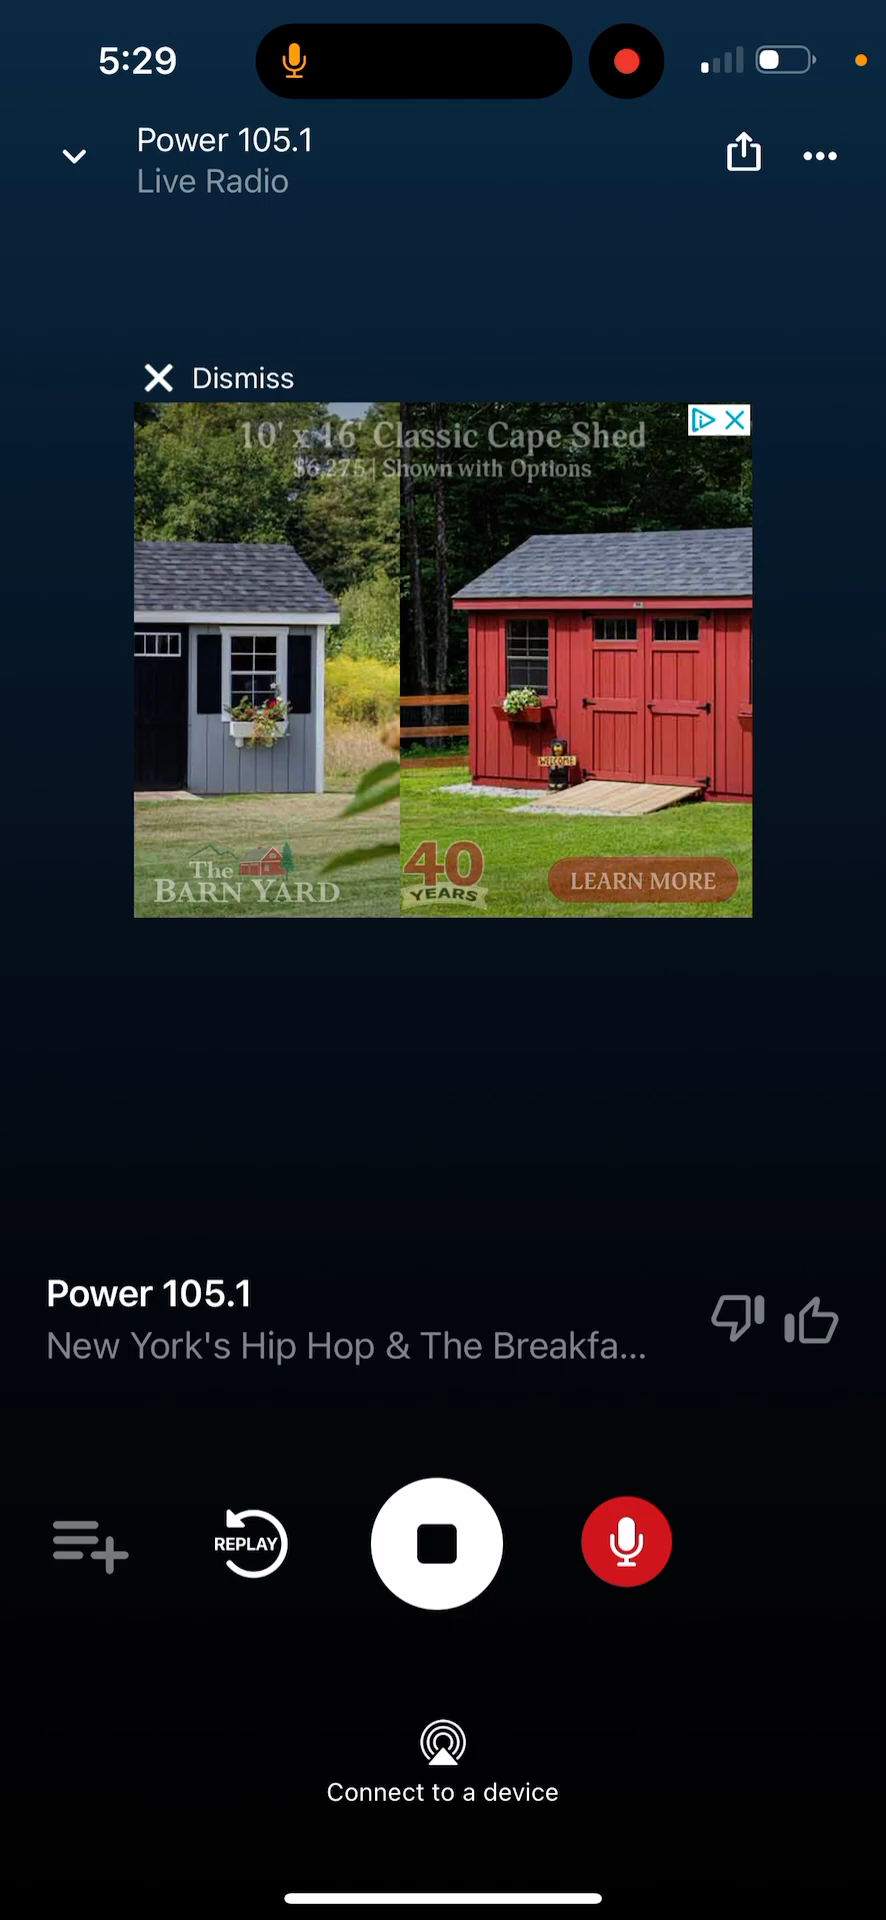 5:29
Power 105.1
Live Radio
Dismiss
10' x 16' Classic Cape Shed
$6,275 | Shown with Options
WELCOME
The
BARN YARD
40
YEARS
LEARN MORE
Power 105.1
New York's Hip Hop & The Breakfa...
REPLAY
Connect to a device